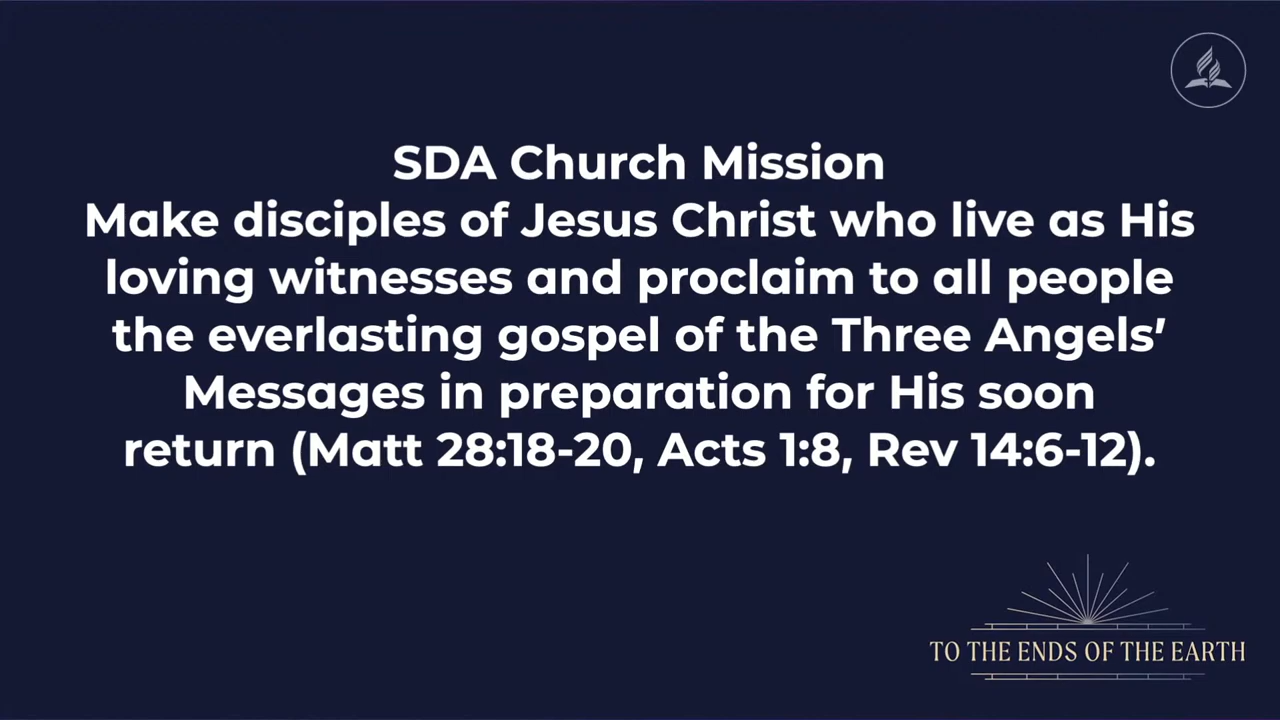 SDA Church Mission
Make disciples of Jesus Christ who live as His
loving witnesses and proclaim to all people
the everlasting gospel of the Three Angels’
Messages in preparation for His soon
return (Matt 28:18-20, Acts 1:8, Rev 14:6-12).
TO THE ENDS OF THE EARTH